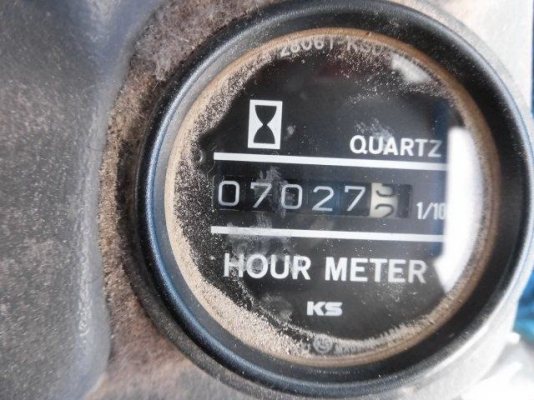 QUARTZ
07027 1/10
HOUR METER
KS